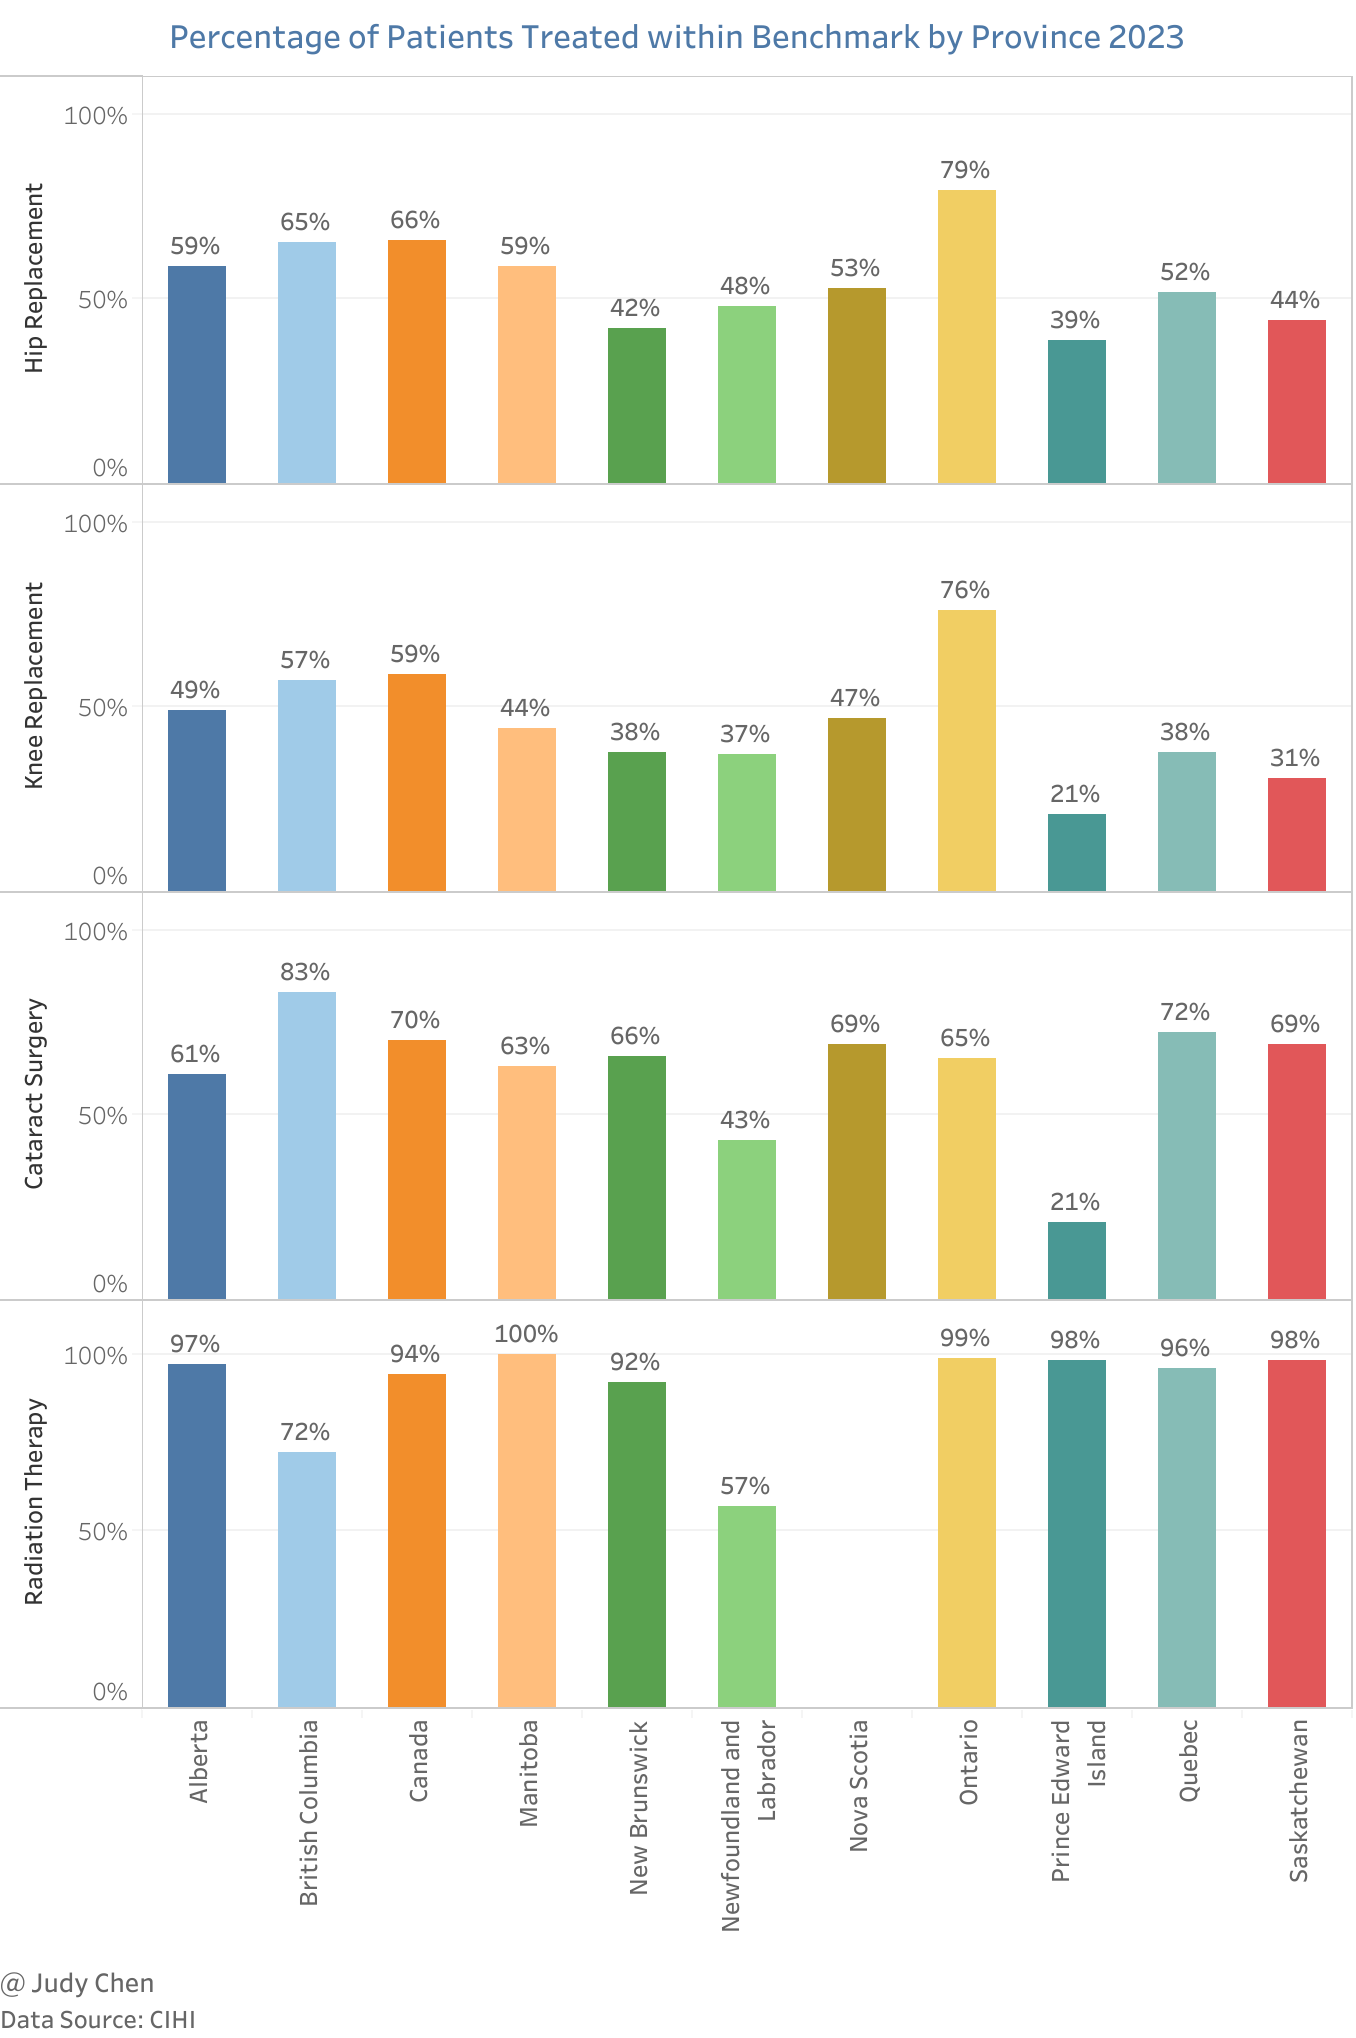 Percentage of Patients Treated within Benchmark by Province 2023
Hip Replacement
100%
50%
0%
59%
65%
66%
59%
42%
48%
53%
79%
39%
52%
44%
Knee Replacement
100%
50%
0%
49%
57%
59%
44%
38%
37%
47%
76%
21%
38%
31%
Cataract Surgery
100%
50%
0%
61%
83%
70%
63%
66%
43%
69%
65%
21%
72%
69%
Radiation Therapy
100%
50%
0%
97%
72%
94%
100%
92%
57%
99%
98%
96%
98%
Alberta
British Columbia
Canada
Manitoba
New Brunswick
Newfoundland and
Labrador
Nova Scotia
Ontario
Prince Edward
Island
Quebec
Saskatchewan
@ Judy Chen
Data Source: CIHI